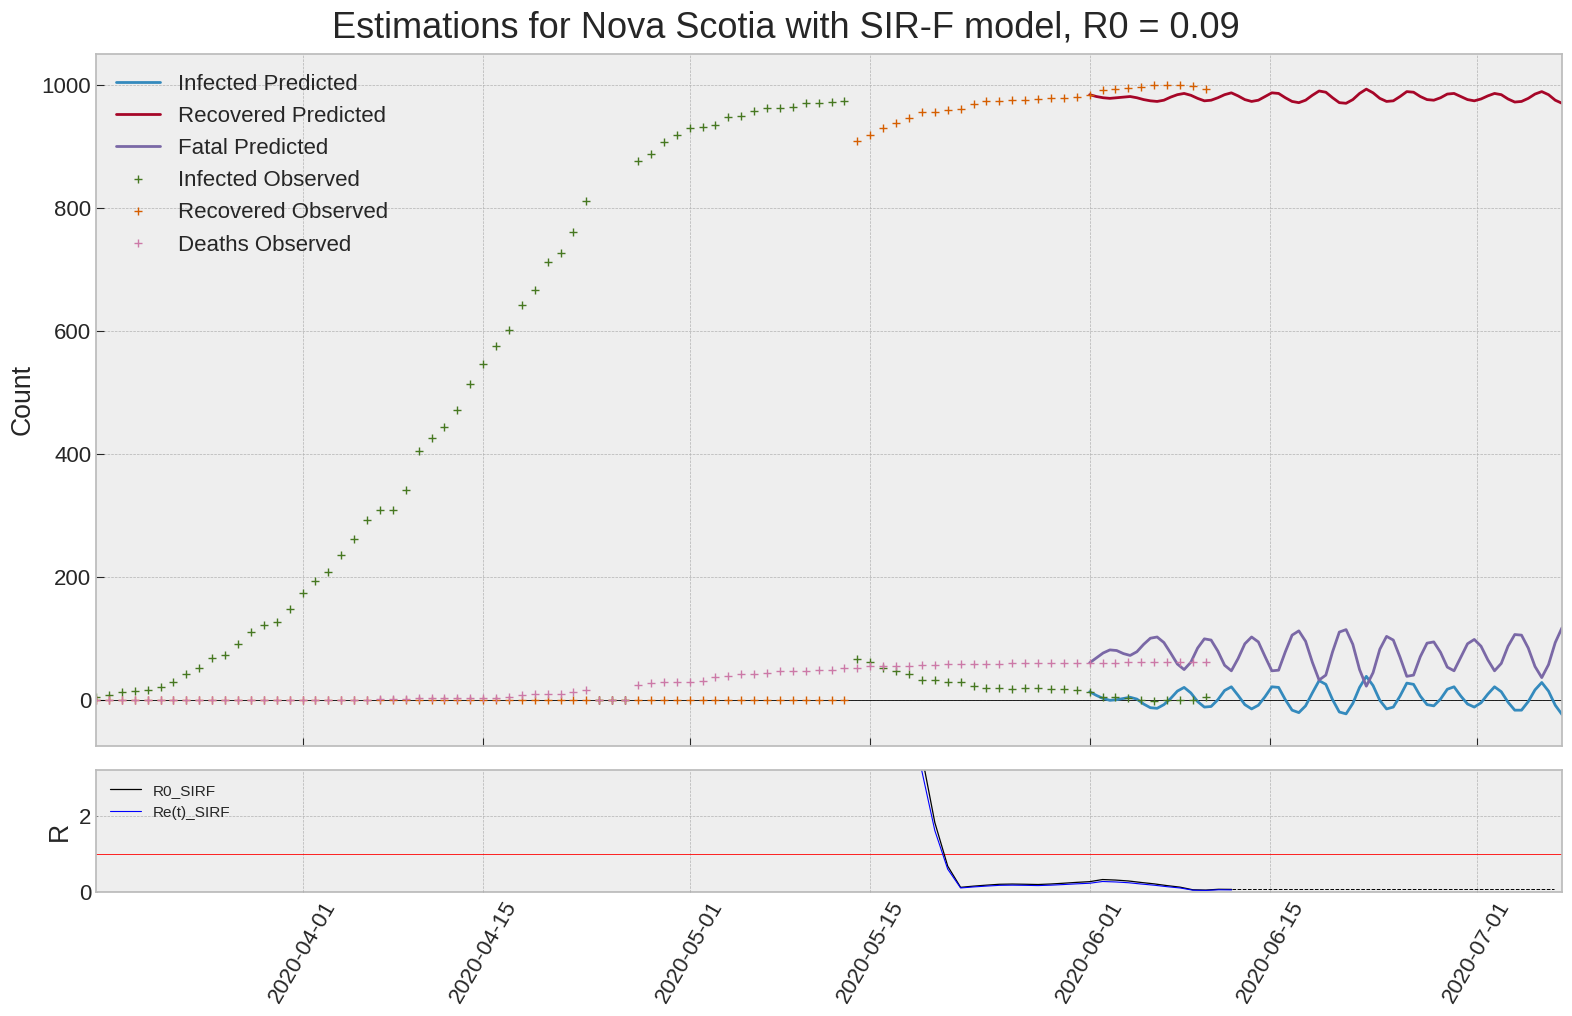 Estimations for Nova Scotia with SIR-F model, R0 = 0.09
1000
800
600
400
200
0
Count
Infected Predicted
Recovered Predicted
Fatal Predicted
Infected Observed
Recovered Observed
Deaths Observed
R
2
0
R0_SIRF
Re(t)_SIRF
2020-04-01
2020-04-15
2020-05-01
2020-05-15
2020-06-01
2020-06-15
2020-07-01